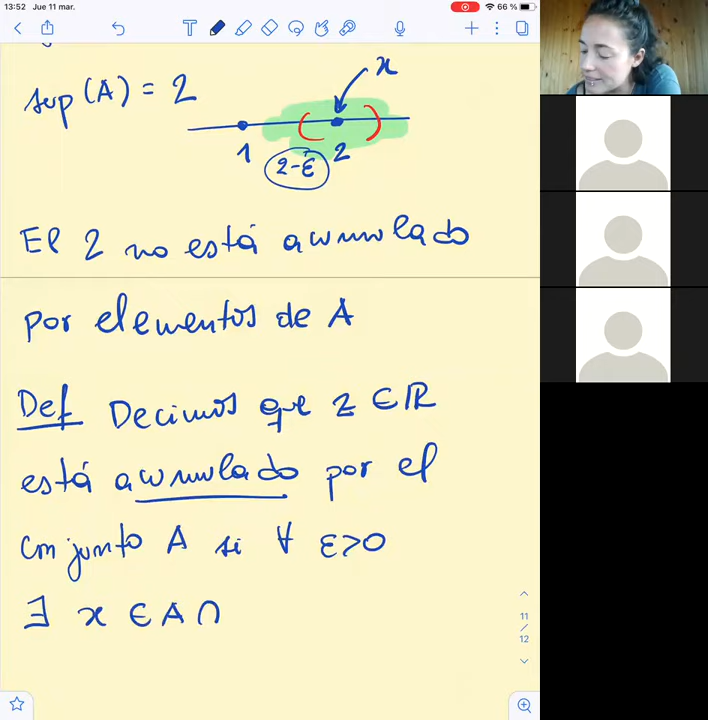 13:52 Jue 11 mar.
66 %
sup (A) = 2
x
1
2
2-ε
El 2 no está acumulado
por elementos de A
Def Decimos que z ∈ ℝ
está acumulado por el
conjunto A si ∀ ε>0
∃ x ∈ A ∩
11
/
12